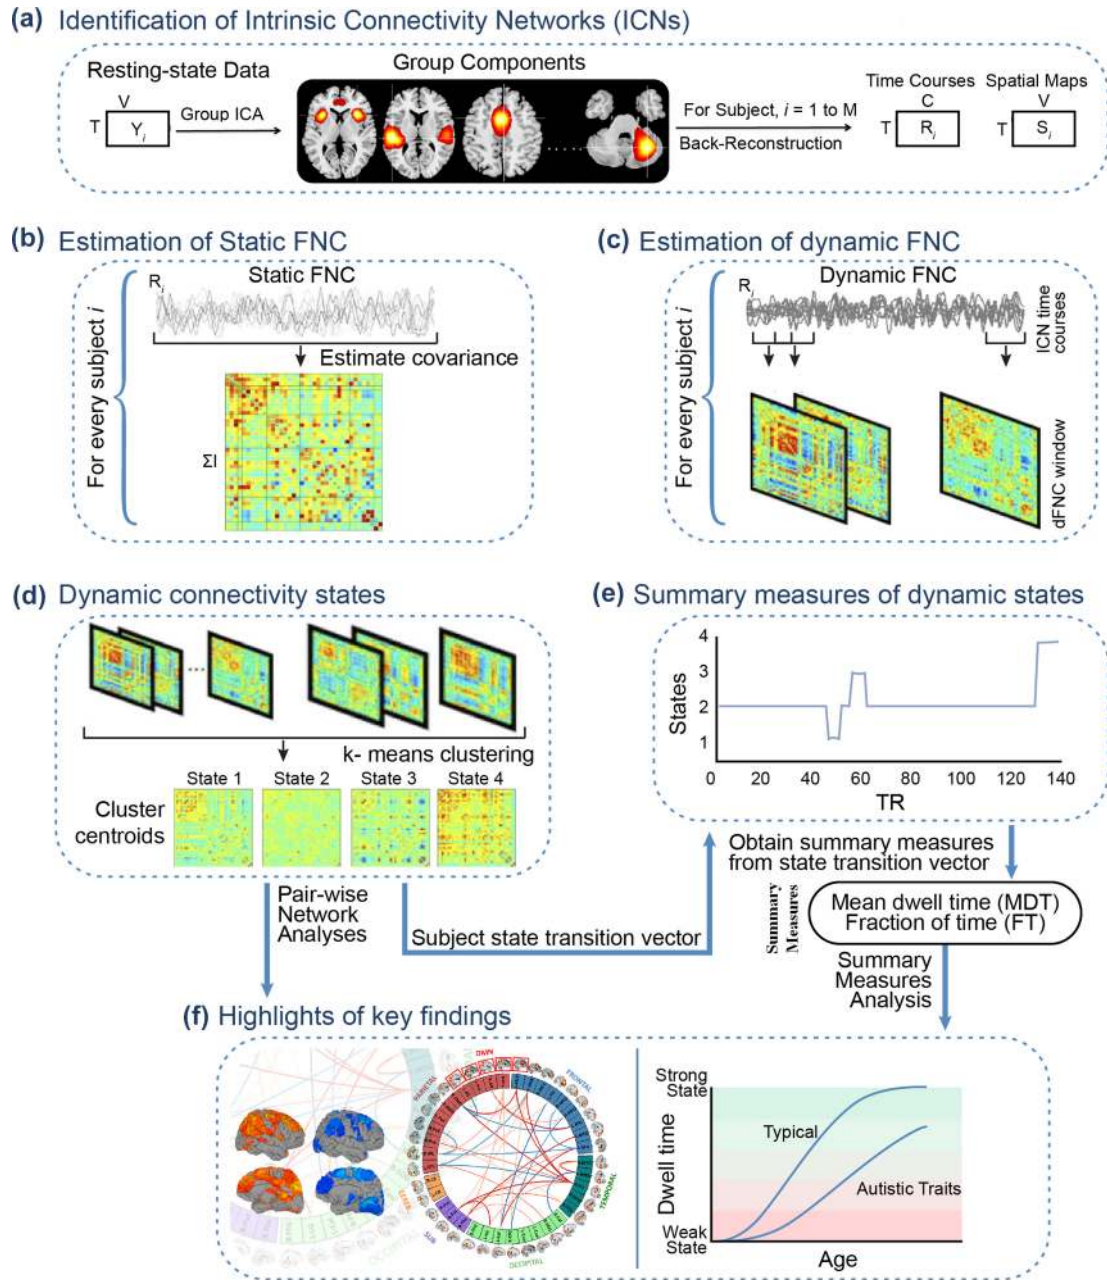 (a) Identification of Intrinsic Connectivity Networks (ICNs)
Resting-state Data
V
T
Y i
Group ICA
Group Components
.....
For Subject, i = 1 to M
Back-Reconstruction
Time Courses
C
T
R i
Spatial Maps
V
T
S i
(b) Estimation of Static FNC
For every subject i
Static FNC
R i
Estimate covariance
ΣI
(c) Estimation of dynamic FNC
For every subject i
Dynamic FNC
R i
ICN time
courses
dFNC window
(d) Dynamic connectivity states
...
k- means clustering
State 1 State 2 State 3 State 4
Cluster
centroids
(e) Summary measures of dynamic states
States
4
3
2
1
0 20 40 60 80 100 120 140
TR
Pair-wise
Network
Analyses
Subject state transition vector
Obtain summary measures
from state transition vector
Summary
Measures
Mean dwell time (MDT)
Fraction of time (FT)
Summary
Measures
Analysis
(f) Highlights of key findings
PARIETAL
FRONTAL
TEMPORAL
OCCIPITAL
SUB
OCCIPITAL
Dwell time
Strong
State
Weak
State
Typical
Autistic Traits
Age